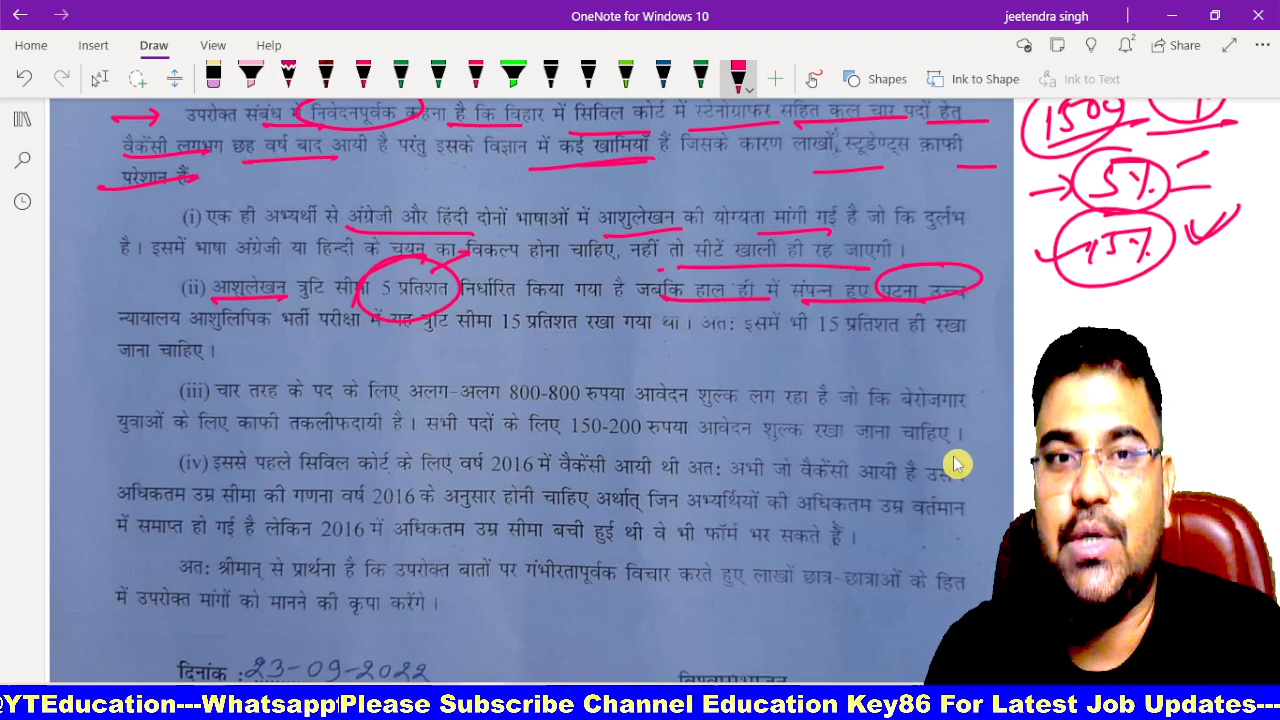 OneNote for Windows 10
jeetendra singh
Home Insert Draw View Help
Share
Shapes
Ink to Shape
Ink to Text
उपरोक्त संबंध में निवेदनपूर्वक कहना है कि बिहार में सिविल कोर्ट में स्टेनोग्राफर सहित कुल चार पदों हेतु
वैकेंसी लगभग छह वर्ष बाद आयी है परंतु इसके विज्ञान में कई खामियाँ हैं जिसके कारण लाखों स्टूडेण्ट्स क़ाफी
परेशान हैं
(i) एक ही अभ्यर्थी से अंग्रेजी और हिंदी दोनों भाषाओं में आशुलेखन की योग्यता मांगी गई है जो कि दुर्लभ
है। इसमें भाषा अंग्रेजी या हिन्दी के चयन का विकल्प होना चाहिए, नहीं तो सीटें खाली ही रह जाएगी।
(ii) आशुलेखन त्रुटि सीमा 5 प्रतिशत निर्धारित किया गया है जबकि हाल ही में संपन्न हुए पटना उच्च
न्यायालय आशुलिपिक भर्ती परीक्षा में यह त्रुटि सीमा 15 प्रतिशत रखा गया था। अत: इसमें भी 15 प्रतिशत ही रखा
जाना चाहिए।
(iii) चार तरह के पद के लिए अलग-अलग 800-800 रुपया आवेदन शुल्क लग रहा है जो कि बेरोजगार
युवाओं के लिए काफी तकलीफदायी है। सभी पदों के लिए 150-200 रुपया आवेदन शुल्क रखा जाना चाहिए।
(iv) इससे पहले सिविल कोर्ट के लिए वर्ष 2016 में वैकेंसी आयी थी अत: अभी जो वैकेंसी आयी है
अधिकतम उम्र सीमा की गणना वर्ष 2016 के अनुसार होनी चाहिए अर्थात् जिन अभ्यर्थियों की अधिकतम उम्र वर्तमान
में समाप्त हो गई है लेकिन 2016 में अधिकतम उम्र सीमा बची हुई थी वे भी फॉर्म भर सकते हैं।
अत: श्रीमान् से प्रार्थना है कि उपरोक्त बातों पर गंभीरतापूर्वक विचार करते हुए लाखों छात्र-छात्राओं के हित
में उपरोक्त मांगों को मानने की कृपा करेंगे।
दिनांक : 23-09-2022
5%
15%
@YTEducation---Whatsapp
Please Subscribe Channel Education Key86 For Latest Job Updates---